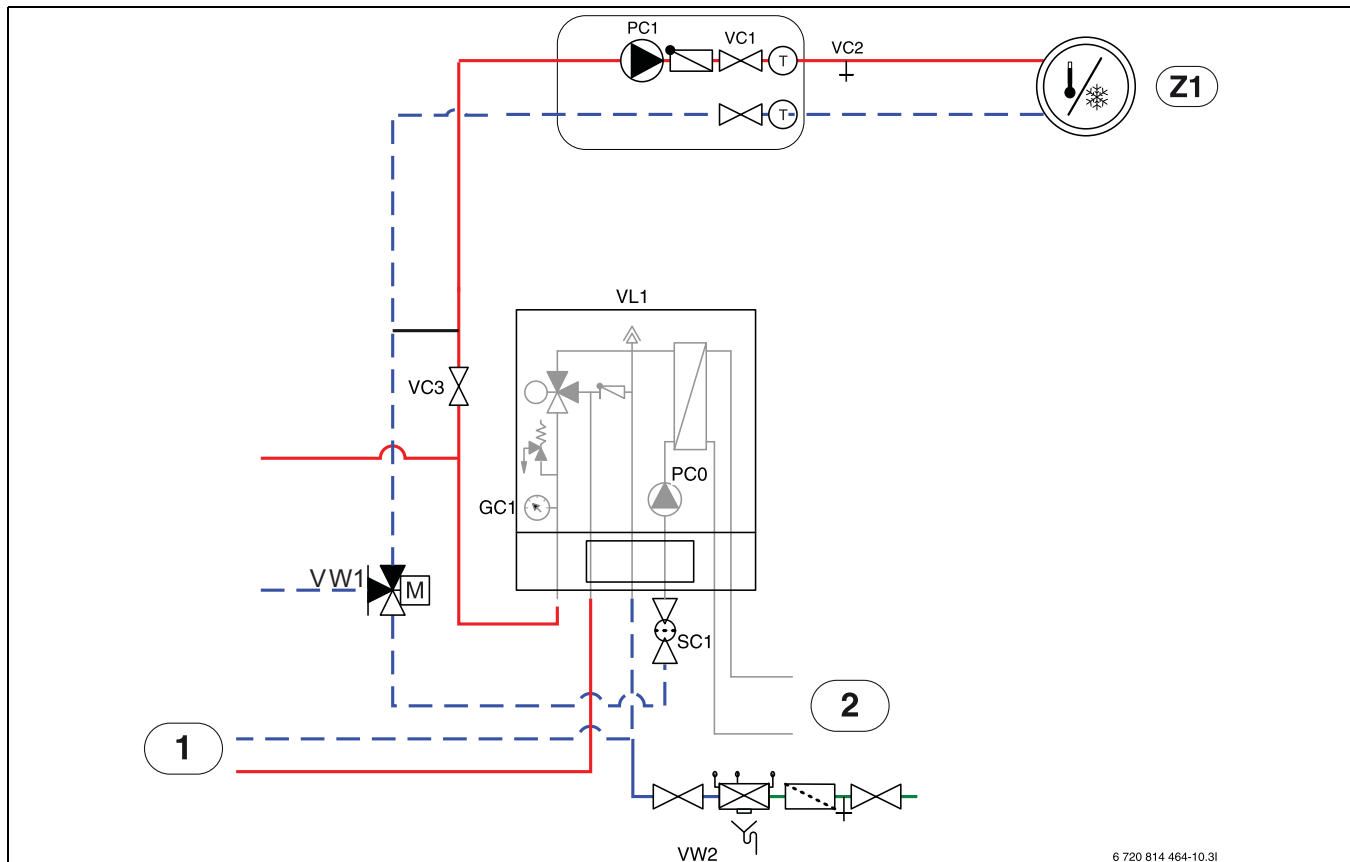 PC1
VC1
VC2
T
T
Z1
VL1
VC3
PC0
GC1
VW1
M
SC1
2
1
VW2
6 720 814 464-10.3I